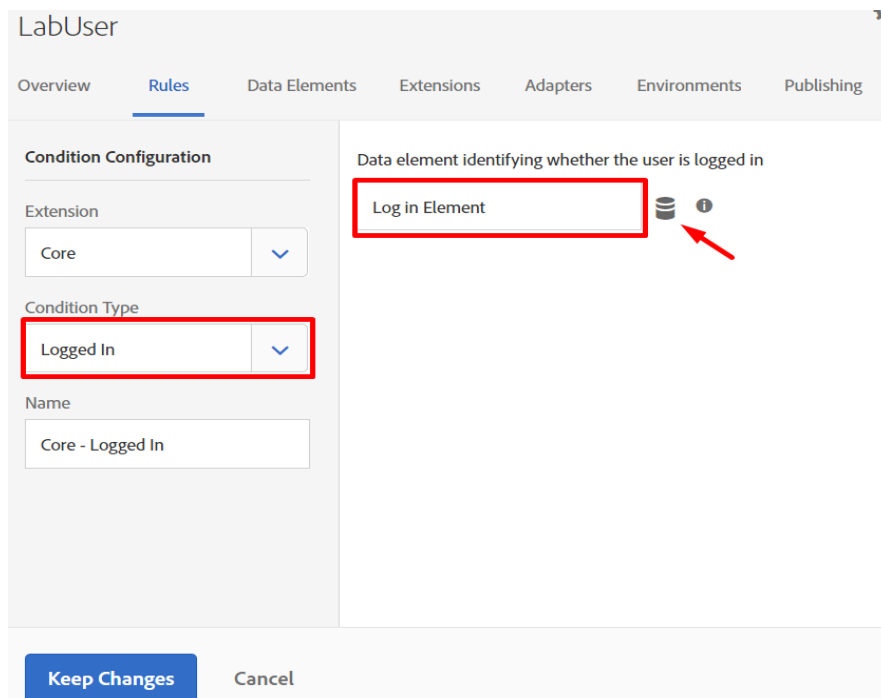 LabUser
Overview Rules Data Elements Extensions Adapters Environments Publishing
Condition Configuration
Extension
Core
Condition Type
Logged In
Name
Core - Logged In
Data element identifying whether the user is logged in
Log in Element
Keep Changes Cancel